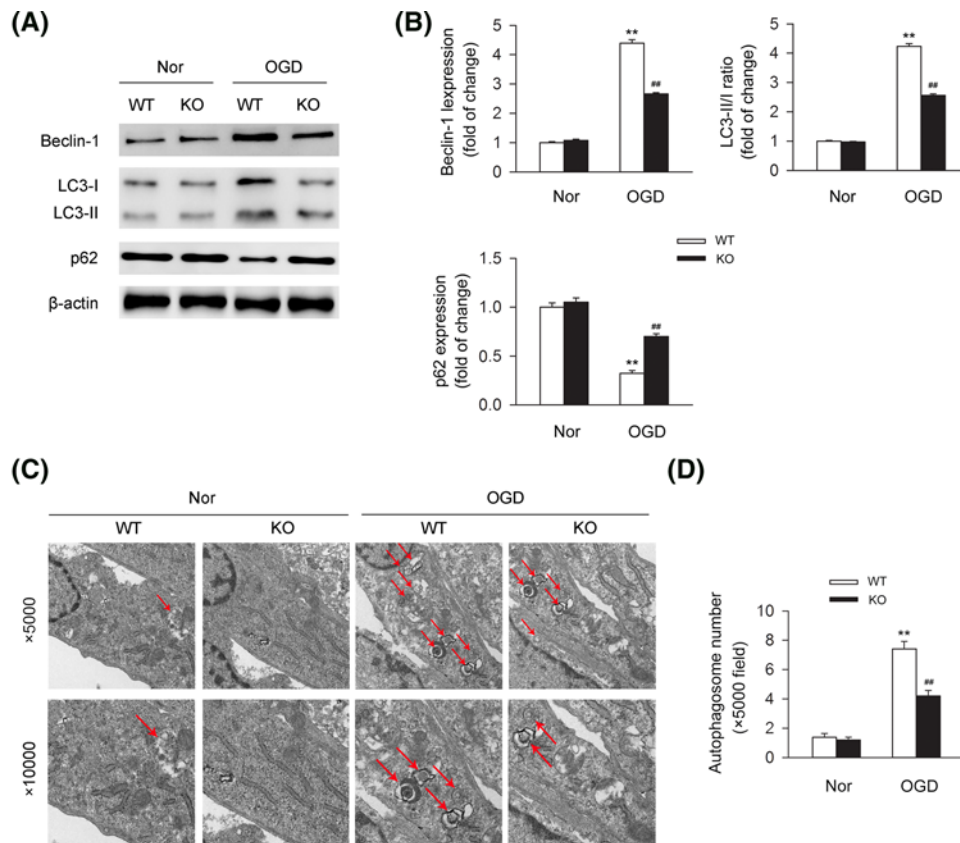 (A)
Nor OGD
WT KO WT KO
Beclin-1
LC3-I
LC3-II
p62
β-actin
(B)
Beclin-1 lexpression
(fold of change)
5
4
3
2
1
0
**
##
Nor OGD
LC3-II/I ratio
(fold of change)
5
4
3
2
1
0
**
##
Nor OGD
WT
KO
p62 expression
(fold of change)
1.5
1.0
0.5
0.0
**
##
Nor OGD
(C)
Nor OGD
WT KO WT KO
×5000
×10000
(D)
WT
KO
Autophagosome number
(×5000 field)
10
8
6
4
2
0
**
##
Nor OGD